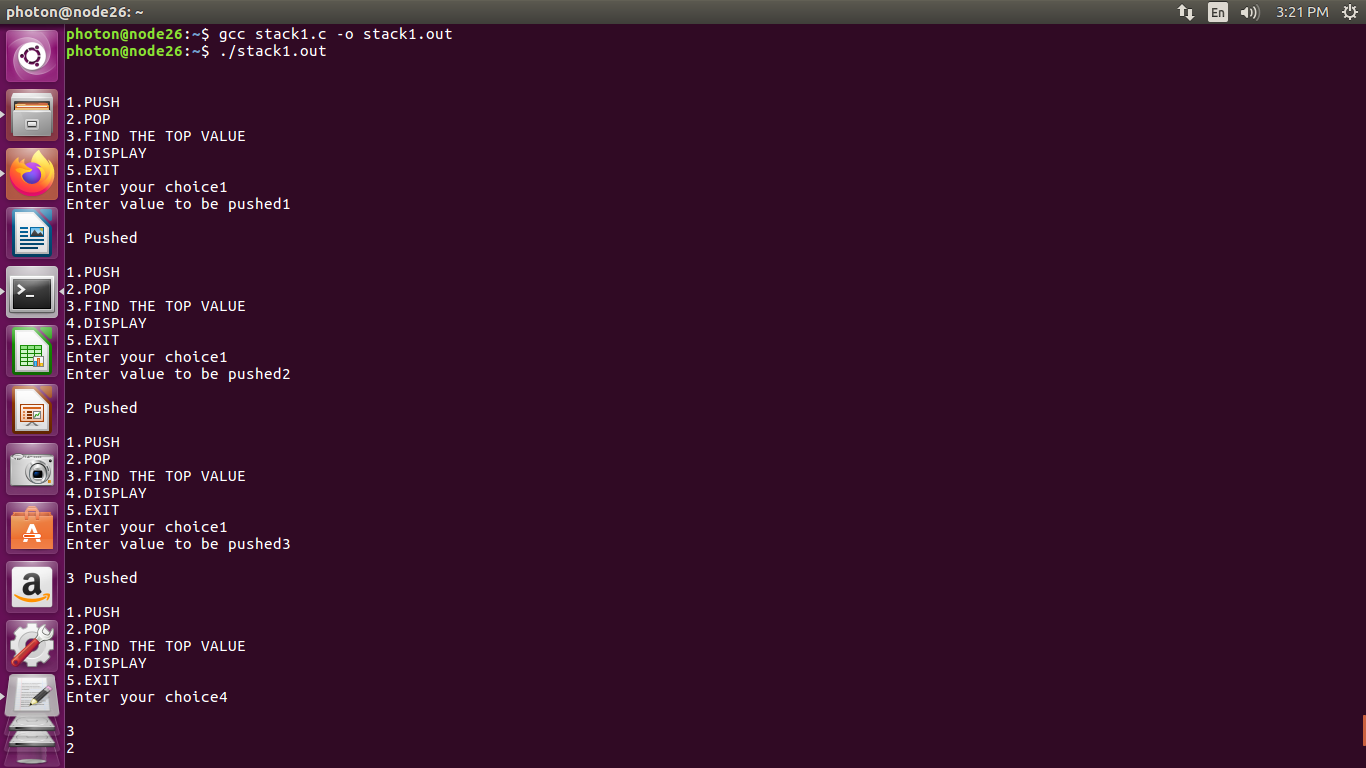 photon@node26: ~
En
3:21 PM
photon@node26:~$ gcc stack1.c -o stack1.out
photon@node26:~$ ./stack1.out
1.PUSH
2.POP
3.FIND THE TOP VALUE
4.DISPLAY
5.EXIT
Enter your choice1
Enter value to be pushed1
1 Pushed
1.PUSH
2.POP
3.FIND THE TOP VALUE
4.DISPLAY
5.EXIT
Enter your choice1
Enter value to be pushed2
2 Pushed
1.PUSH
2.POP
3.FIND THE TOP VALUE
4.DISPLAY
5.EXIT
Enter your choice1
Enter value to be pushed3
3 Pushed
1.PUSH
2.POP
3.FIND THE TOP VALUE
4.DISPLAY
5.EXIT
Enter your choice4
3
2